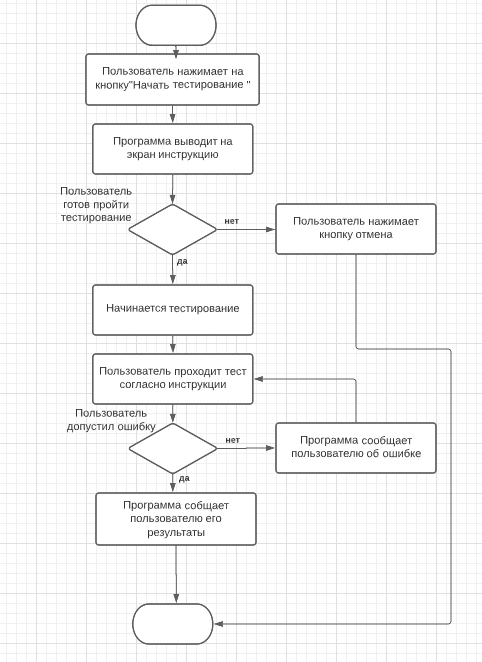 Пользователь нажимает на
кнопку"Начать тестирование "
Программа выводит на
экран инструкцию
Пользователь
готов пройти
тестирование
нет
Пользователь нажимает
кнопку отмена
да
Начинается тестирование
Пользователь проходит тест
согласно инструкции
Пользователь
допустил ошибку
нет
Программа сообщает
пользователю об ошибке
да
Программа собщает
пользователю его
результаты